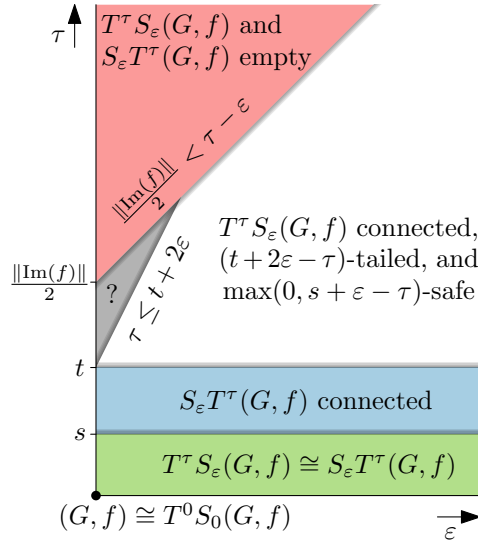 τ
T^τ S_ε(G, f) and
S_ε T^τ(G, f) empty
‖Im(f)‖/2 < τ − ε
‖Im(f)‖/2
?
τ ≤ t + 2ε
T^τ S_ε(G, f) connected,
(t + 2ε − τ)-tailed, and
max(0, s + ε − τ)-safe
t
S_ε T^τ(G, f) connected
s
T^τ S_ε(G, f) ≅ S_ε T^τ(G, f)
(G, f) ≅ T^0 S_0(G, f)
ε